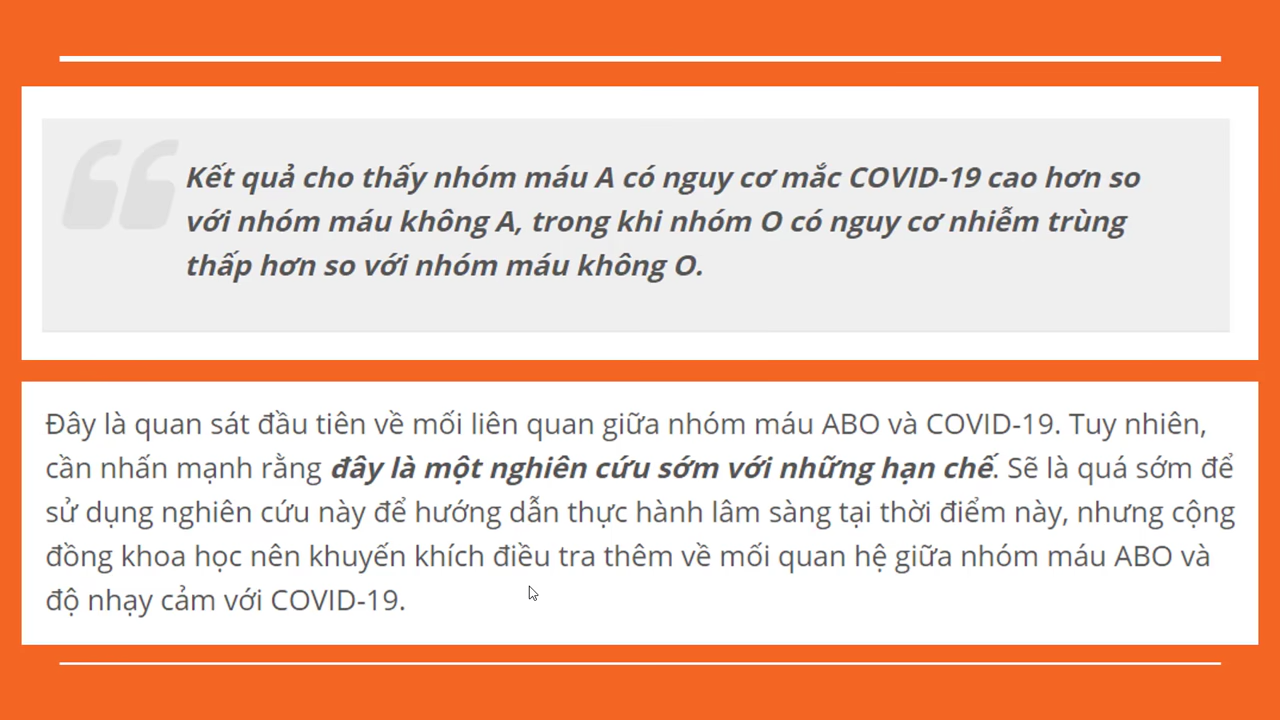 Kết quả cho thấy nhóm máu A có nguy cơ mắc COVID-19 cao hơn so
với nhóm máu không A, trong khi nhóm O có nguy cơ nhiễm trùng
thấp hơn so với nhóm máu không O.
Đây là quan sát đầu tiên về mối liên quan giữa nhóm máu ABO và COVID-19. Tuy nhiên,
cần nhấn mạnh rằng đây là một nghiên cứu sớm với những hạn chế. Sẽ là quá sớm để
sử dụng nghiên cứu này để hướng dẫn thực hành lâm sàng tại thời điểm này, nhưng cộng
đồng khoa học nên khuyến khích điều tra thêm về mối quan hệ giữa nhóm máu ABO và
độ nhạy cảm với COVID-19.